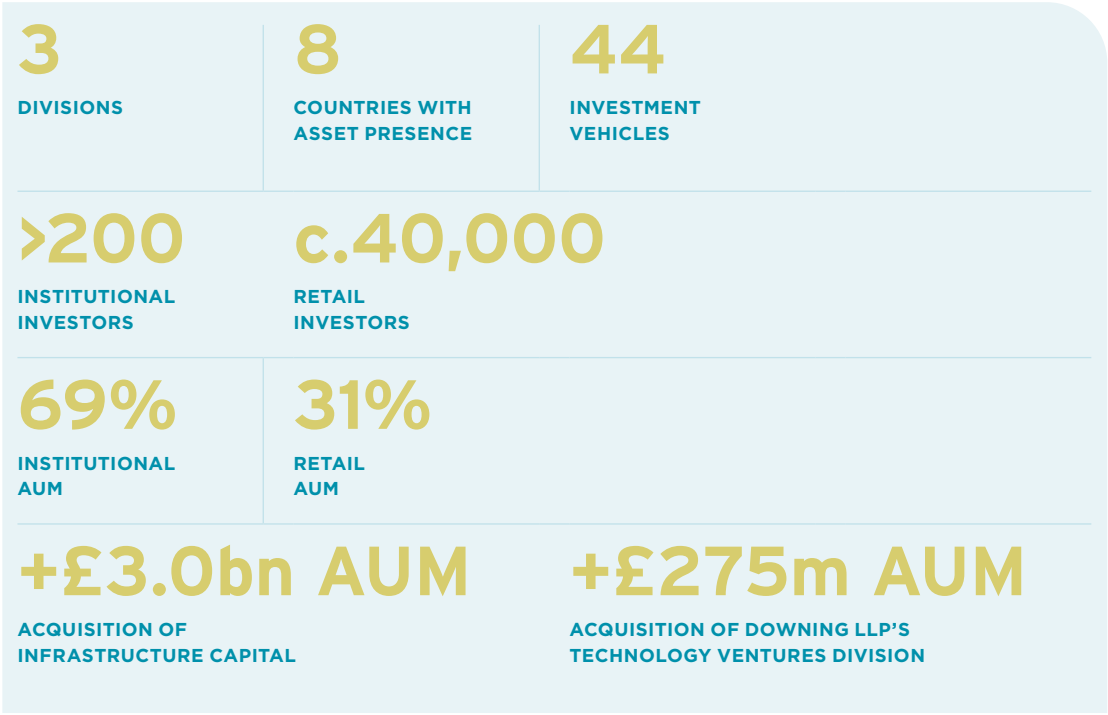 3
DIVISIONS
8
COUNTRIES WITH
ASSET PRESENCE
44
INVESTMENT
VEHICLES
>200
INSTITUTIONAL
INVESTORS
c.40,000
RETAIL
INVESTORS
69%
INSTITUTIONAL
AUM
31%
RETAIL
AUM
+£3.0bn AUM
ACQUISITION OF
INFRASTRUCTURE CAPITAL
+£275m AUM
ACQUISITION OF DOWNING LLP’S
TECHNOLOGY VENTURES DIVISION